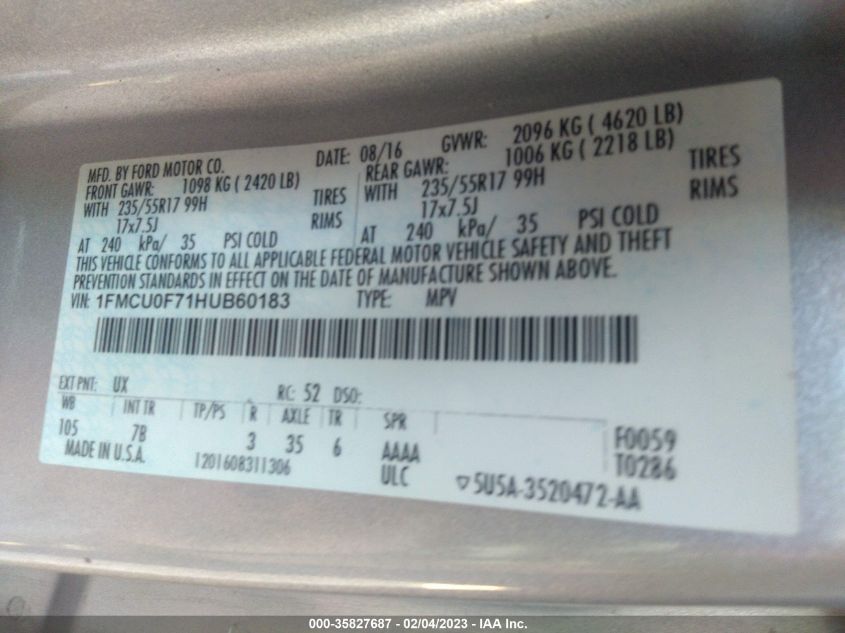 MFD. BY FORD MOTOR CO. DATE: 08/16 GVWR: 2096 KG ( 4620 LB)
FRONT GAWR: 1098 KG ( 2420 LB) REAR GAWR: 1006 KG ( 2218 LB)
WITH 235/55R17 99H TIRES WITH 235/55R17 99H TIRES
17x7.5J RIMS 17x7.5J RIMS
AT 240 kPa/ 35 PSI COLD AT 240 kPa/ 35 PSI COLD
THIS VEHICLE CONFORMS TO ALL APPLICABLE FEDERAL MOTOR VEHICLE SAFETY AND THEFT
PREVENTION STANDARDS IN EFFECT ON THE DATE OF MANUFACTURE SHOWN ABOVE.
VIN: 1FMCU0F71HUB60183 TYPE: MPV
EXT PNT: UX RC: 52 DSO:
WB INT TR TP/PS R AXLE TR SPR
105 7B 3 35 6 AAAA F0059
MADE IN U.S.A. 1201608311306 ULC T0286
▽5U5A-3520472-AA
000-35827687 - 02/04/2023 - IAA Inc.